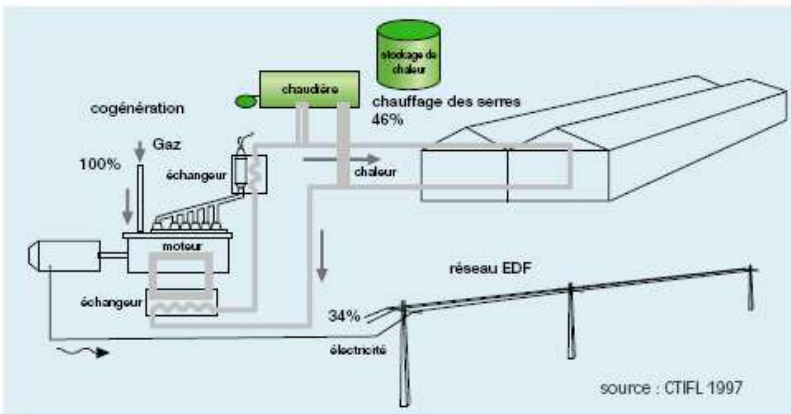 stockage de
chaleur
chaudière
cogénération
chauffage des serres
46%
Gaz
100%
échangeur
chaleur
moteur
réseau EDF
échangeur
34%
électricité
source : CTIFL 1997